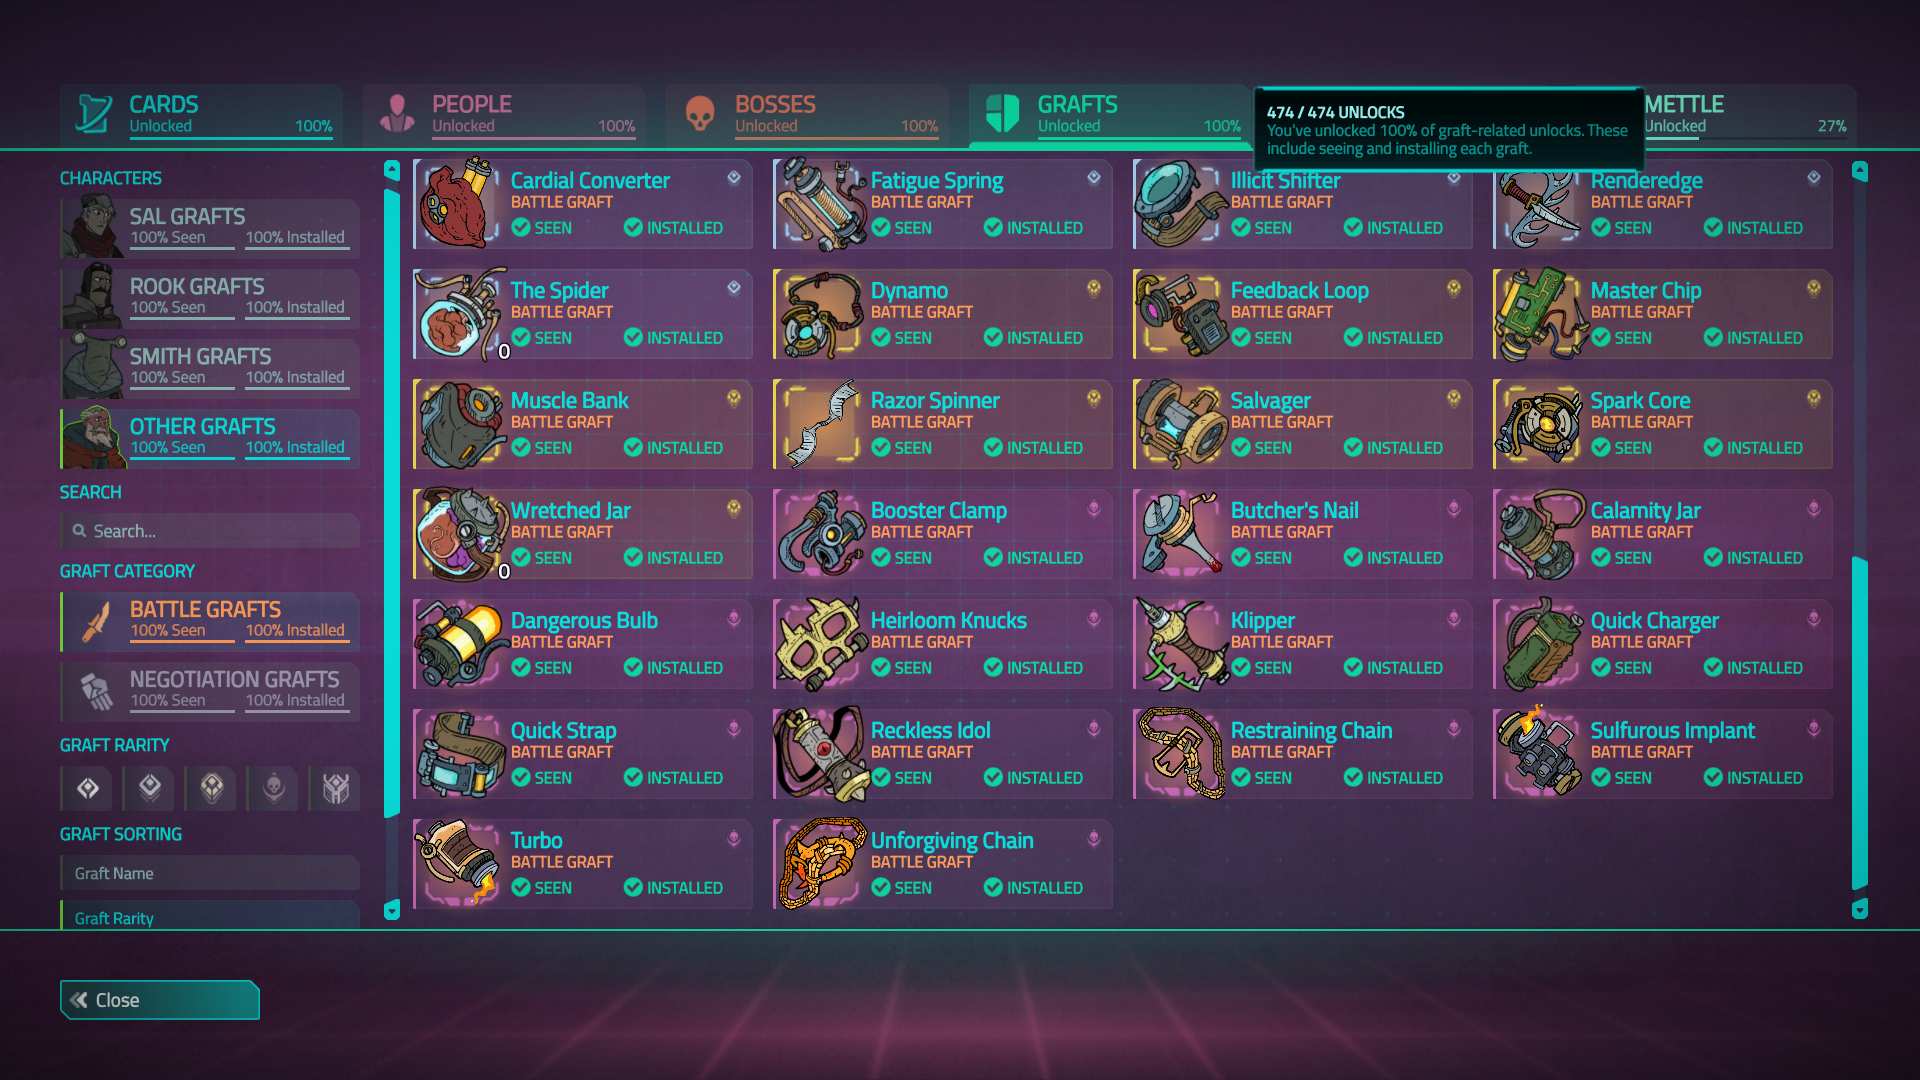 CARDS
Unlocked 100%
PEOPLE
Unlocked 100%
BOSSES
Unlocked 100%
GRAFTS
Unlocked 100%
474 / 474 UNLOCKS
You've unlocked 100% of graft-related unlocks. These
include seeing and installing each graft.
METTLE
Unlocked 27%
CHARACTERS
SAL GRAFTS
100% Seen 100% Installed
ROOK GRAFTS
100% Seen 100% Installed
SMITH GRAFTS
100% Seen 100% Installed
OTHER GRAFTS
100% Seen 100% Installed
SEARCH
Search...
GRAFT CATEGORY
BATTLE GRAFTS
100% Seen 100% Installed
NEGOTIATION GRAFTS
100% Seen 100% Installed
GRAFT RARITY
GRAFT SORTING
Graft Name
Graft Rarity
Cardial Converter
BATTLE GRAFT
SEEN INSTALLED
Fatigue Spring
BATTLE GRAFT
SEEN INSTALLED
Illicit Shifter
BATTLE GRAFT
SEEN INSTALLED
Renderedge
BATTLE GRAFT
SEEN INSTALLED
The Spider
BATTLE GRAFT
0 SEEN INSTALLED
Dynamo
BATTLE GRAFT
SEEN INSTALLED
Feedback Loop
BATTLE GRAFT
SEEN INSTALLED
Master Chip
BATTLE GRAFT
SEEN INSTALLED
Muscle Bank
BATTLE GRAFT
SEEN INSTALLED
Razor Spinner
BATTLE GRAFT
SEEN INSTALLED
Salvager
BATTLE GRAFT
SEEN INSTALLED
Spark Core
BATTLE GRAFT
SEEN INSTALLED
Wretched Jar
BATTLE GRAFT
0 SEEN INSTALLED
Booster Clamp
BATTLE GRAFT
SEEN INSTALLED
Butcher's Nail
BATTLE GRAFT
SEEN INSTALLED
Calamity Jar
BATTLE GRAFT
SEEN INSTALLED
Dangerous Bulb
BATTLE GRAFT
SEEN INSTALLED
Heirloom Knucks
BATTLE GRAFT
SEEN INSTALLED
Klipper
BATTLE GRAFT
SEEN INSTALLED
Quick Charger
BATTLE GRAFT
SEEN INSTALLED
Quick Strap
BATTLE GRAFT
SEEN INSTALLED
Reckless Idol
BATTLE GRAFT
SEEN INSTALLED
Restraining Chain
BATTLE GRAFT
SEEN INSTALLED
Sulfurous Implant
BATTLE GRAFT
SEEN INSTALLED
Turbo
BATTLE GRAFT
SEEN INSTALLED
Unforgiving Chain
BATTLE GRAFT
SEEN INSTALLED
Close